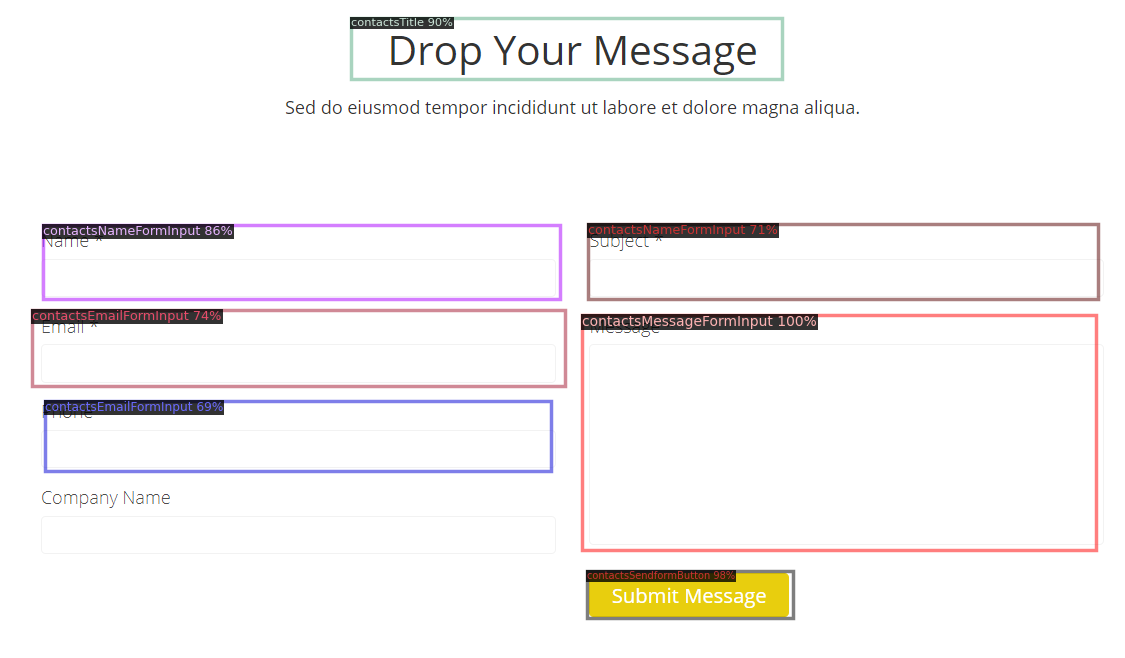 contactsTitle 90%
Drop Your Message
Sed do eiusmod tempor incididunt ut labore et dolore magna aliqua.
contactsNameFormInput 86%
Name *
contactsNameFormInput 71%
Subject *
contactsEmailFormInput 74%
Email *
contactsMessageFormInput 100%
Message
contactsEmailFormInput 69%
Phone
Company Name
contactsSendformButton 98%
Submit Message